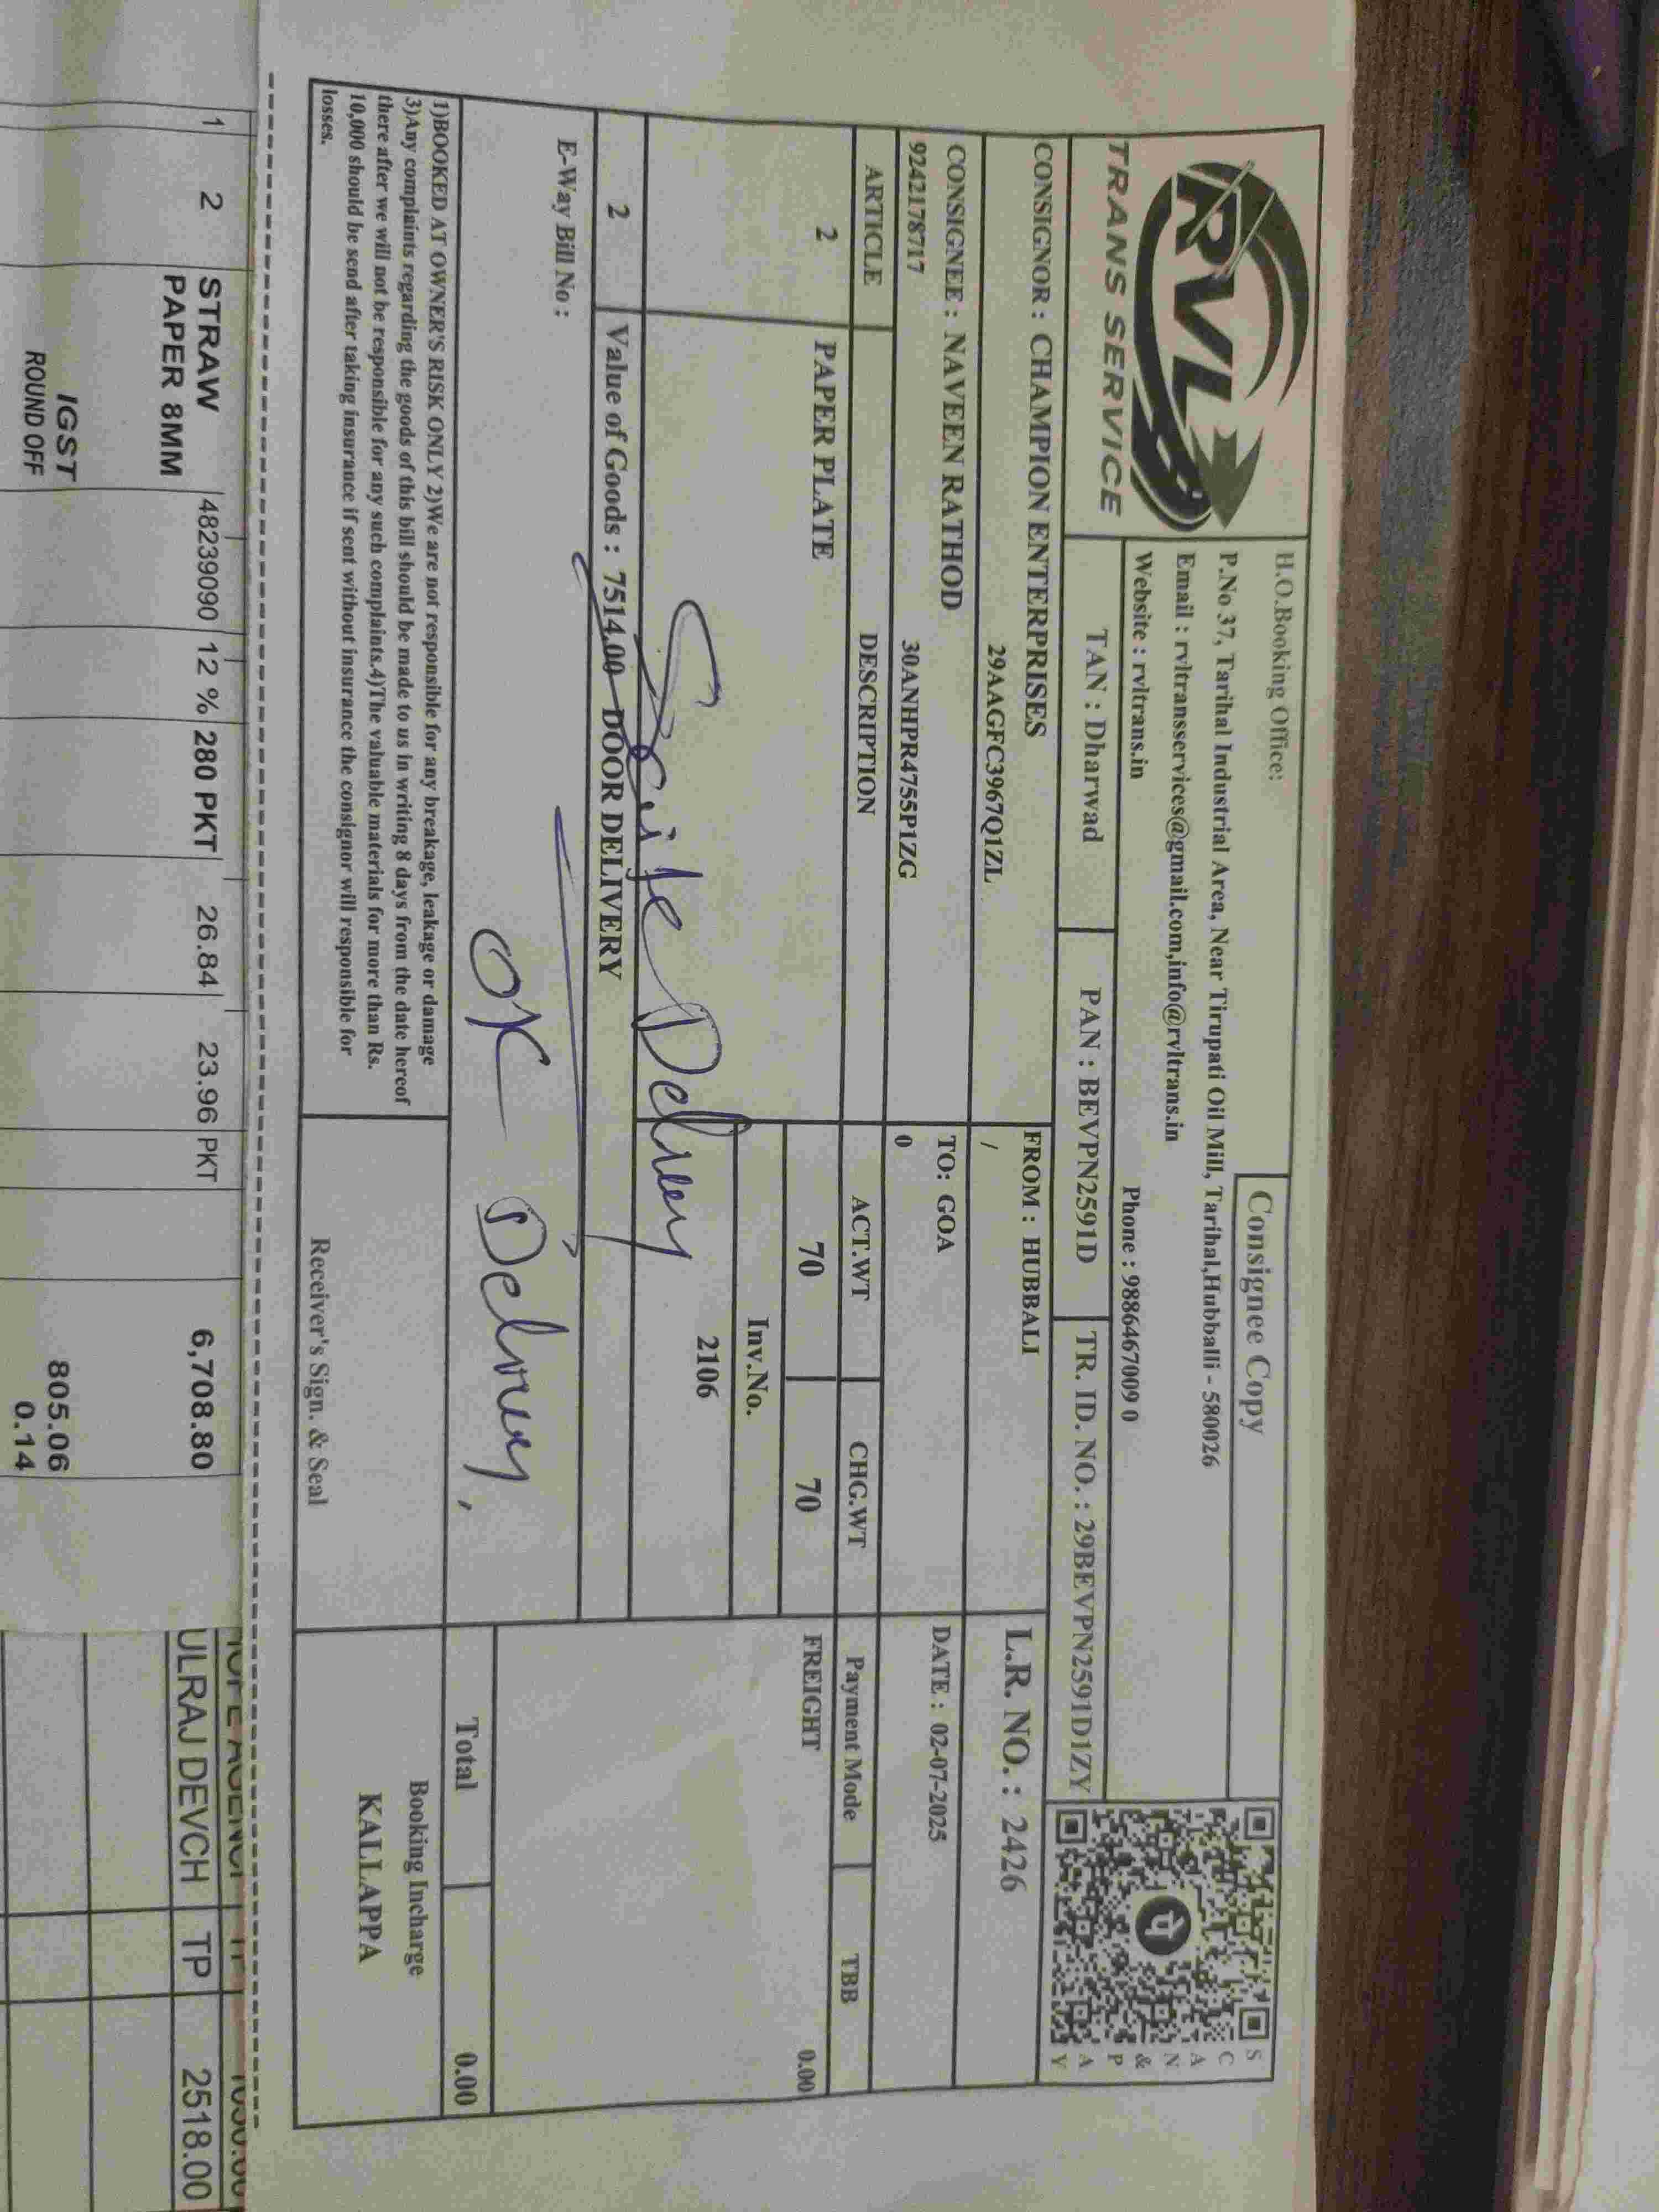 RVL
TRANS SERVICE
H.O.Booking Office:
Consignee Copy
P.No 37, Tarihal Industrial Area, Near Tirupati Oil Mill, Tarihal,Hubballi - 580026
Email : rvltransservices@gmail.com,info@rvltrans.in
Website : rvltrans.in Phone : 9886467009 0
SCAN & PAY
TAN : Dharwad PAN : BEVPN2591D TR. ID. NO. : 29BEVPN2591D1ZY
CONSIGNOR : CHAMPION ENTERPRISES FROM : HUBBALI L.R. NO. : 2426
29AAGFC3967Q1ZL /
CONSIGNEE : NAVEEN RATHOD TO: GOA DATE : 02-07-2025
9242178717 30ANHPR4755P1ZG 0
ARTICLE DESCRIPTION ACT.WT CHG.WT Payment Mode TBB
2 PAPER PLATE 70 70 FREIGHT 0.00
Inv.No.
2106
2 Value of Goods : 7514.00 DOOR DELIVERY
E-Way Bill No :
OK Delivery,
Total 0.00
1)BOOKED AT OWNER'S RISK ONLY 2)We are not responsible for any breakage, leakage or damage
3)Any complaints regarding the goods of this bill should be made to us in writing 8 days from the date hereof
there after we will not be responsible for any such complaints.4)The valuable materials for more than Rs.
10,000 should be send after taking insurance if sent without insurance the consignor will responsible for
losses.
Receiver's Sign. & Seal
Booking Incharge
KALLAPPA
1 2 STRAW 48239090 12 % 280 PKT 26.84 23.96 PKT 6,708.80
PAPER 8MM
IGST 805.06
ROUND OFF 0.14
ULRAJ DEVCH TP 2518.00